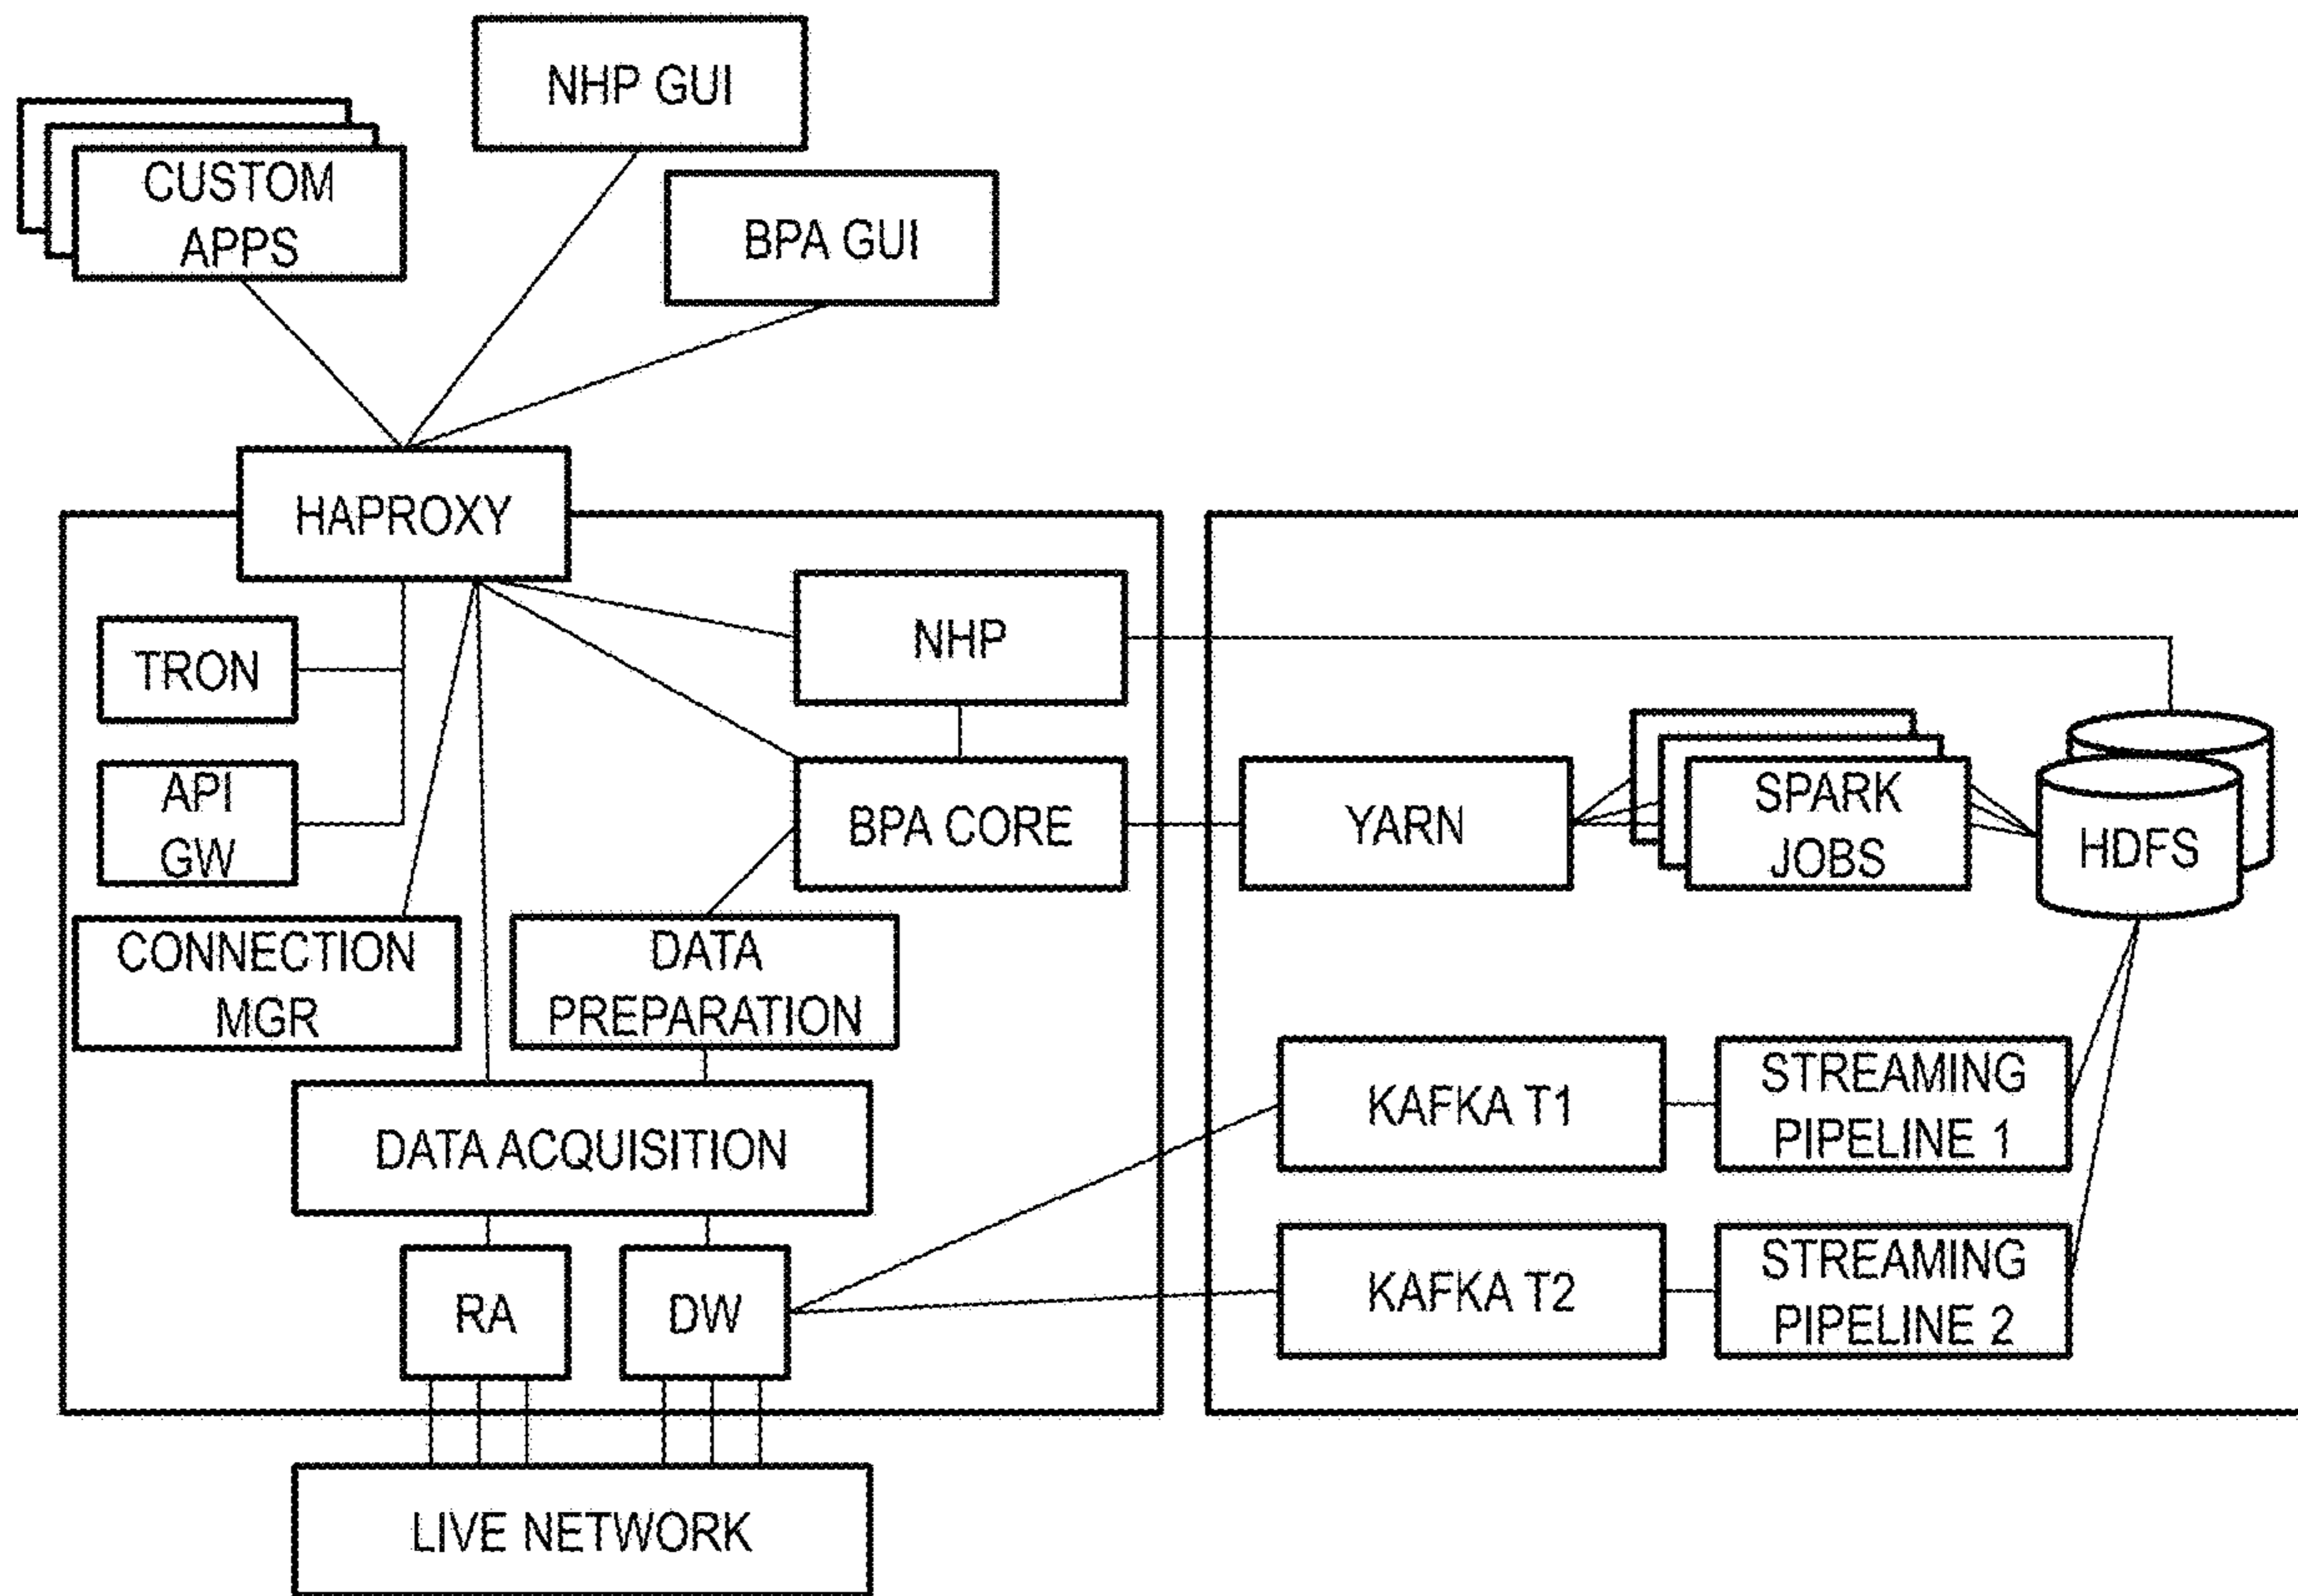 NHP GUI
CUSTOM
APPS
BPA GUI
HAPROXY
TRON
NHP
API
GW
BPA CORE
YARN
SPARK
JOBS
HDFS
CONNECTION
MGR
DATA
PREPARATION
DATA ACQUISITION
KAFKA T1
STREAMING
PIPELINE 1
RA
DW
KAFKA T2
STREAMING
PIPELINE 2
LIVE NETWORK